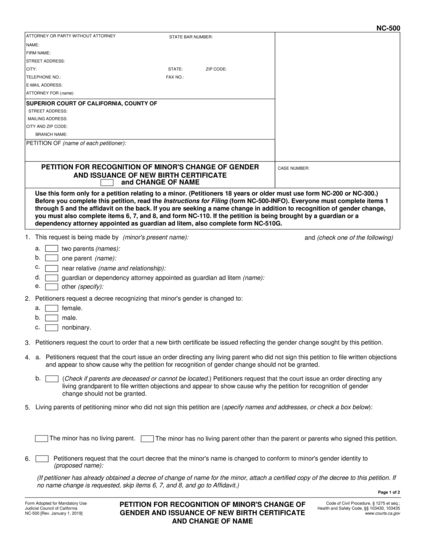 NC-500
ATTORNEY OR PARTY WITHOUT ATTORNEY STATE BAR NUMBER:
NAME:
FIRM NAME:
STREET ADDRESS:
CITY: STATE: ZIP CODE:
TELEPHONE NO.: FAX NO.:
E-MAIL ADDRESS:
ATTORNEY FOR (name):
SUPERIOR COURT OF CALIFORNIA, COUNTY OF
STREET ADDRESS:
MAILING ADDRESS:
CITY AND ZIP CODE:
BRANCH NAME:
PETITION OF (name of each petitioner):
PETITION FOR RECOGNITION OF MINOR'S CHANGE OF GENDER
AND ISSUANCE OF NEW BIRTH CERTIFICATE
and CHANGE OF NAME
CASE NUMBER:
Use this form only for a petition relating to a minor. (Petitioners 18 years or older must use form NC-200 or NC-300.)
Before you complete this petition, read the Instructions for Filing (form NC-500-INFO). Everyone must complete items 1
through 5 and the affidavit on the back. If you are seeking a name change in addition to recognition of gender change,
you must also complete items 6, 7, and 8, and form NC-110. If the petition is being brought by a guardian or a
dependency attorney appointed as guardian ad litem, also complete form NC-510G.
1. This request is being made by (minor's present name): and (check one of the following)
a. two parents (names):
b. one parent (name):
c. near relative (name and relationship):
d. guardian or dependency attorney appointed as guardian ad litem (name):
e. other (specify):
2. Petitioners request a decree recognizing that minor's gender is changed to:
a. female.
b. male.
c. nonbinary.
3. Petitioners request the court to order that a new birth certificate be issued reflecting the gender change sought by this petition.
4. a. Petitioners request that the court issue an order directing any living parent who did not sign this petition to file written objections
and appear to show cause why the petition for recognition of gender change should not be granted.
b. (Check if parents are deceased or cannot be located.) Petitioners request that the court issue an order directing any
living grandparent to file written objections and appear to show cause why the petition for recognition of gender
change should not be granted.
5. Living parents of petitioning minor who did not sign this petition are (specify names and addresses, or check a box below):
The minor has no living parent. The minor has no living parent other than the parent or parents who signed this petition.
6. Petitioners request that the court decree that the minor's name is changed to conform to minor's gender identity to
(proposed name):
(If petitioner has already obtained a decree of change of name for the minor, attach a certified copy of the decree to this petition. If
no name change is requested, skip items 6, 7, and 8, and go to Affidavit.)
Page 1 of 2
Form Adopted for Mandatory Use
Judicial Council of California
NC-500 [Rev. January 1, 2019]
PETITION FOR RECOGNITION OF MINOR'S CHANGE OF
GENDER AND ISSUANCE OF NEW BIRTH CERTIFICATE
AND CHANGE OF NAME
Code of Civil Procedure, § 1275 et seq.;
Health and Safety Code, §§ 103430, 103435
www.courts.ca.gov